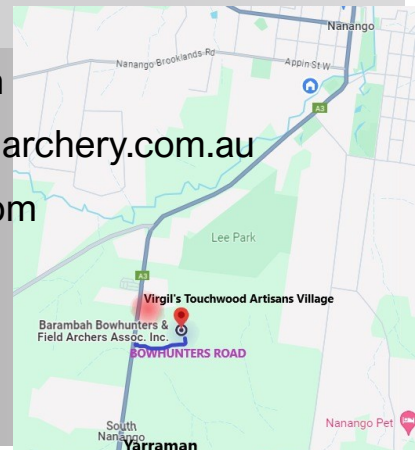 Nanango
Nanango Brooklands Rd
Appin St W
A3
archery.com.au
om
Lee Park
A3
Virgil's Touchwood Artisans Village
Barambah Bowhunters &
Field Archers Assoc. Inc.
BOWHUNTERS ROAD
Nanango Pet
South
Nanango
Yarraman